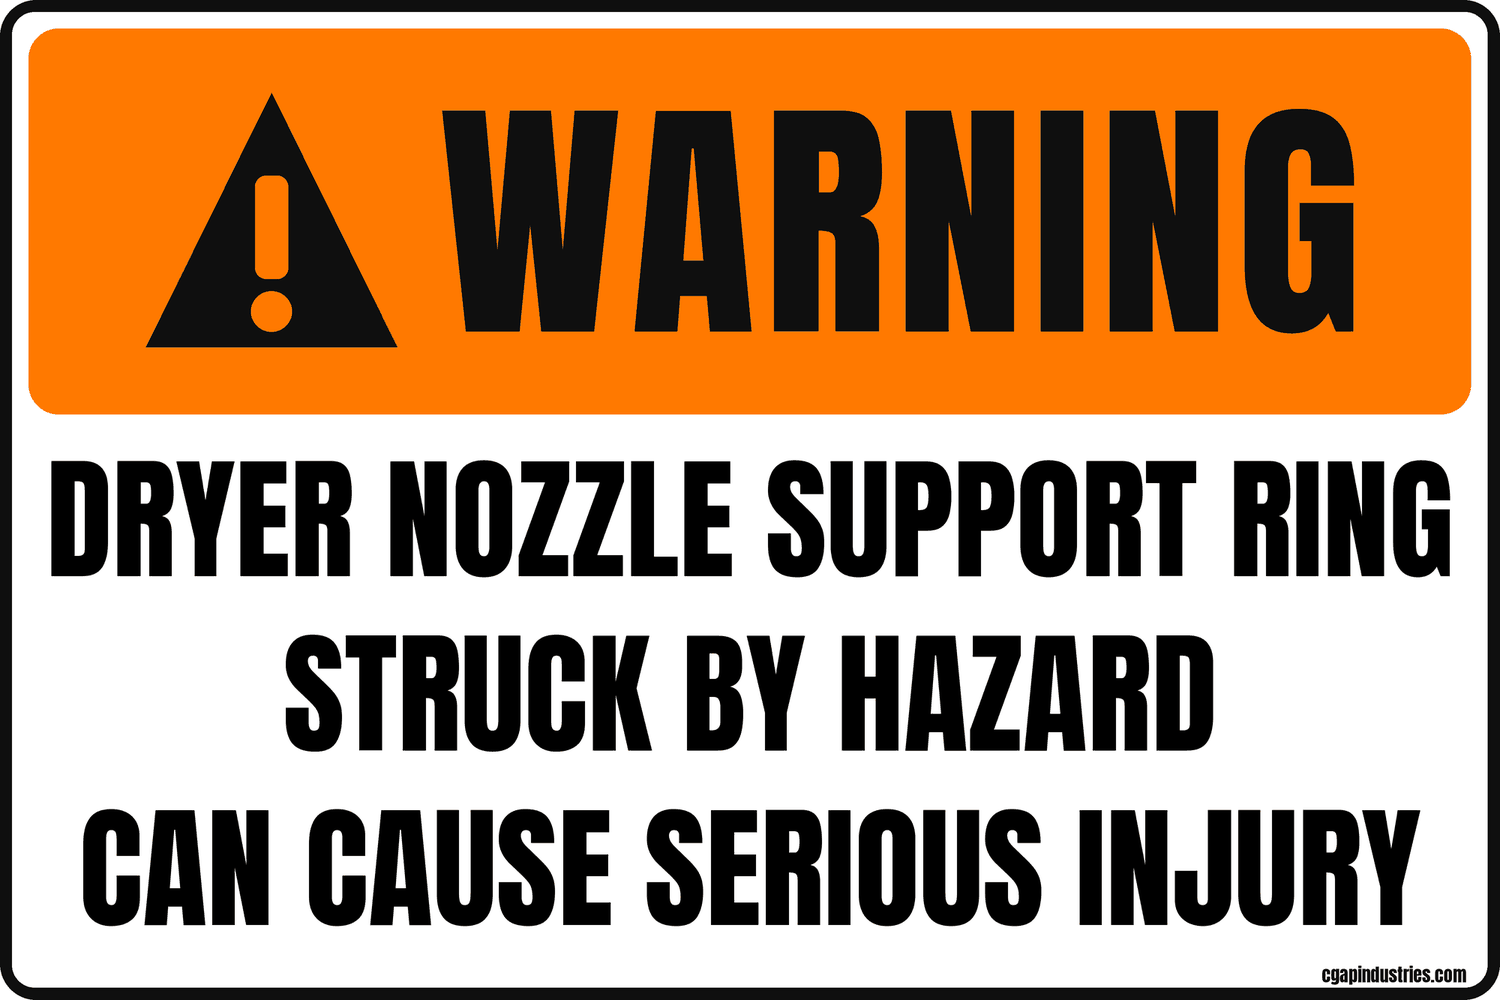 WARNING
DRYER NOZZLE SUPPORT RING
STRUCK BY HAZARD
CAN CAUSE SERIOUS INJURY
cgapindustries.com